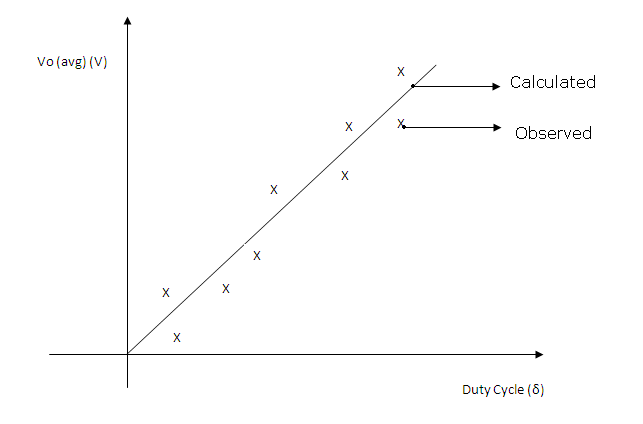 Vo (avg) (V)
X
Calculated
X
X
Observed
X
X
X
X
X
X
Duty Cycle (δ)